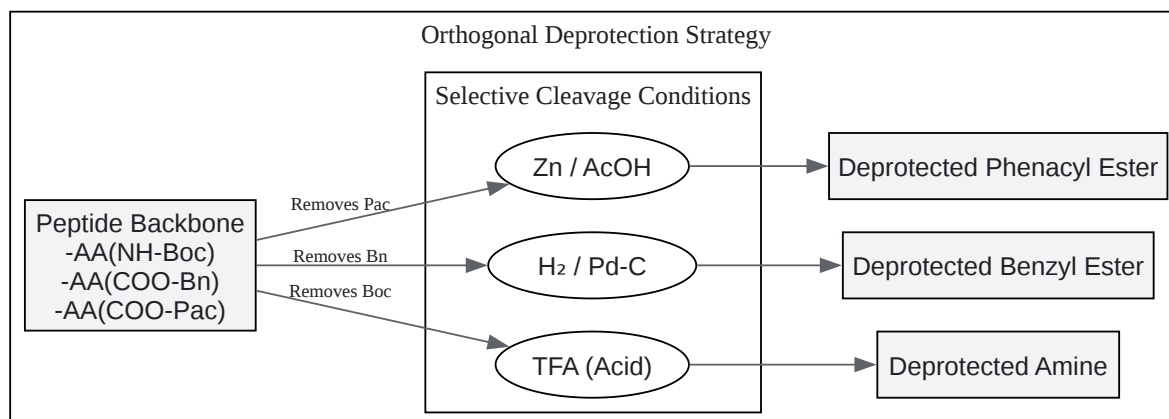 Orthogonal Deprotection Strategy
Selective Cleavage Conditions
Peptide Backbone
-AA(NH-Boc)
-AA(COO-Bn)
-AA(COO-Pac)
Removes Pac
Zn / AcOH
Deprotected Phenacyl Ester
Removes Bn
H₂ / Pd-C
Deprotected Benzyl Ester
Removes Boc
TFA (Acid)
Deprotected Amine